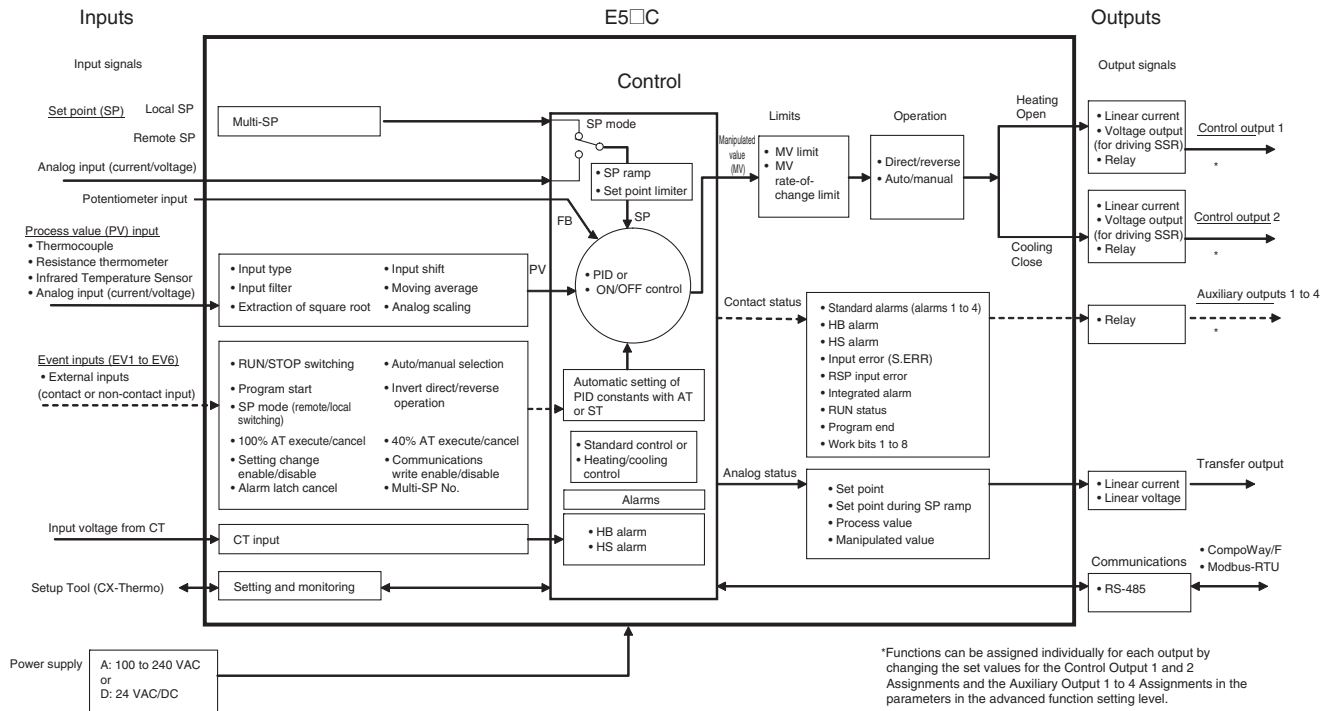 Inputs
E5□C
Outputs
Input signals
Output signals
Control
Set point (SP)
Local SP
Remote SP
Multi-SP
SP mode
Analog input (current/voltage)
• SP ramp
• Set point limiter
Potentiometer input
FB
SP
Manipulated
value
(MV)
Limits
• MV limit
• MV
rate-of-
change limit
Operation
• Direct/reverse
• Auto/manual
Heating
Open
Cooling
Close
• Linear current
• Voltage output
(for driving SSR)
• Relay
Control output 1
*
• Linear current
• Voltage output
(for driving SSR)
• Relay
Control output 2
*
Process value (PV) input
• Thermocouple
• Resistance thermometer
• Infrared Temperature Sensor
• Analog input (current/voltage)
• Input type
• Input filter
• Extraction of square root
• Input shift
• Moving average
• Analog scaling
PV
• PID or
• ON/OFF control
Contact status
• Standard alarms (alarms 1 to 4)
• HB alarm
• HS alarm
• Input error (S.ERR)
• RSP input error
• Integrated alarm
• RUN status
• Program end
• Work bits 1 to 8
• Relay
Auxiliary outputs 1 to 4
*
Event inputs (EV1 to EV6)
• External inputs
(contact or non-contact input)
• RUN/STOP switching
• Program start
• SP mode (remote/local
switching)
• 100% AT execute/cancel
• Setting change
enable/disable
• Alarm latch cancel
• Auto/manual selection
• Invert direct/reverse
operation
• 40% AT execute/cancel
• Communications
write enable/disable
• Multi-SP No.
Automatic setting of
PID constants with AT
or ST
• Standard control or
• Heating/cooling
control
Alarms
• HB alarm
• HS alarm
Analog status
• Set point
• Set point during SP ramp
• Process value
• Manipulated value
• Linear current
• Linear voltage
Transfer output
Input voltage from CT
CT input
Setup Tool (CX-Thermo)
Setting and monitoring
Communications
• RS-485
• CompoWay/F
• Modbus-RTU
Power supply
A: 100 to 240 VAC
or
D: 24 VAC/DC
*Functions can be assigned individually for each output by
changing the set values for the Control Output 1 and 2
Assignments and the Auxiliary Output 1 to 4 Assignments in the
parameters in the advanced function setting level.